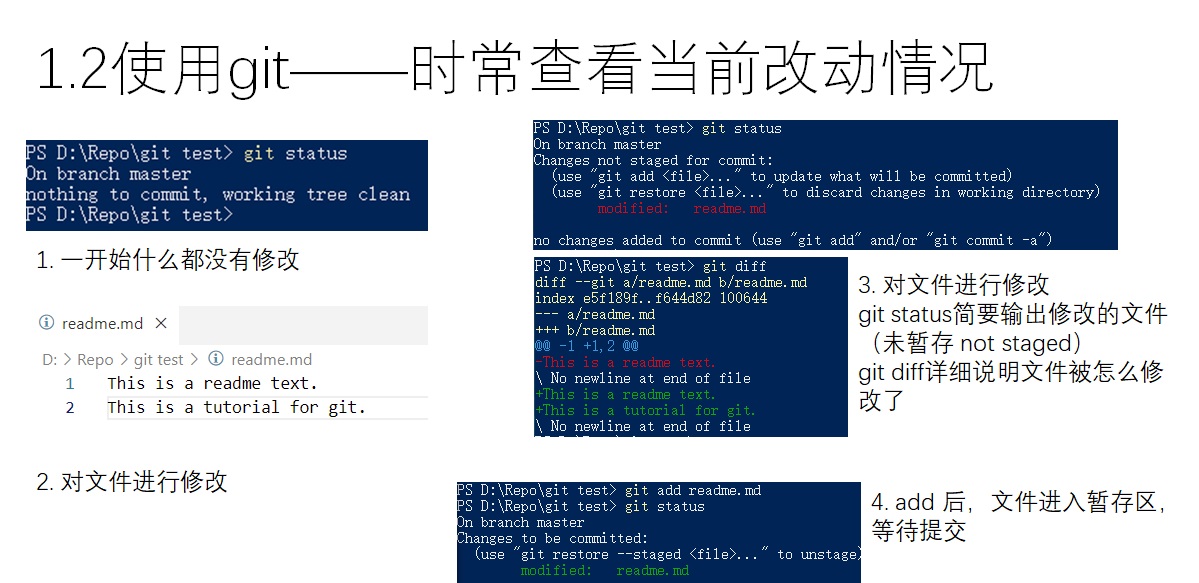 1.2使用git——时常查看当前改动情况
PS D:\Repo\git test> git status
On branch master
nothing to commit, working tree clean
PS D:\Repo\git test>
1. 一开始什么都没有修改
readme.md ×
D: > Repo > git test > readme.md
1 This is a readme text.
2 This is a tutorial for git.
2. 对文件进行修改
PS D:\Repo\git test> git status
On branch master
Changes not staged for commit:
(use "git add <file>..." to update what will be committed)
(use "git restore <file>..." to discard changes in working directory)
modified: readme.md
no changes added to commit (use "git add" and/or "git commit -a")
PS D:\Repo\git test> git diff
diff --git a/readme.md b/readme.md
index e5f189f..f644d82 100644
--- a/readme.md
+++ b/readme.md
@@ -1 +1,2 @@
-This is a readme text.
\ No newline at end of file
+This is a readme text.
+This is a tutorial for git.
\ No newline at end of file
3. 对文件进行修改
git status简要输出修改的文件
（未暂存 not staged）
git diff详细说明文件被怎么修
改了
PS D:\Repo\git test> git add readme.md
PS D:\Repo\git test> git status
On branch master
Changes to be committed:
(use "git restore --staged <file>..." to unstage)
modified: readme.md
4. add 后，文件进入暂存区，
等待提交